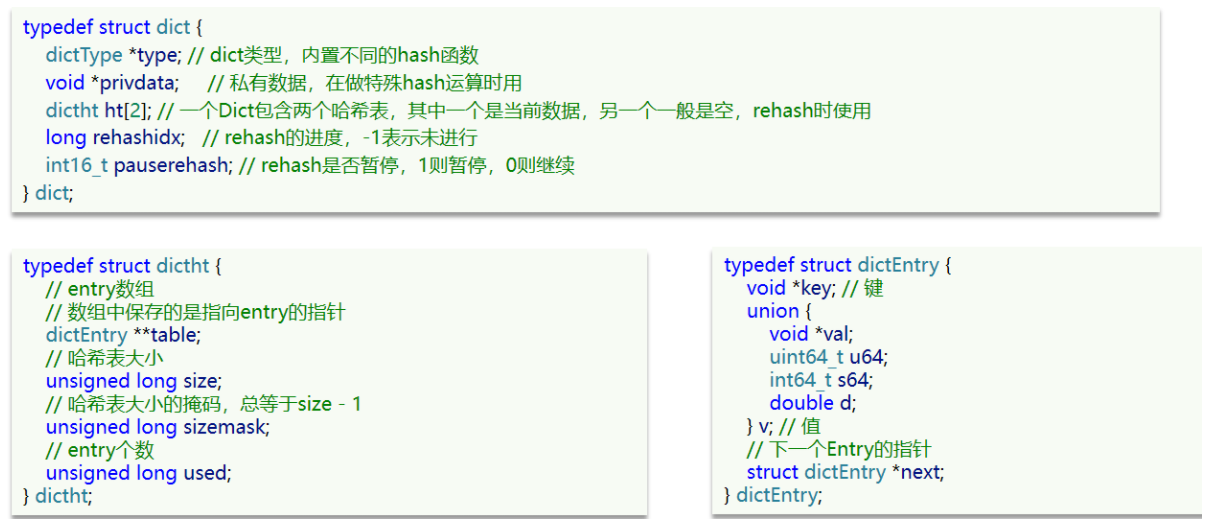 typedef struct dict {
dictType *type; // dict类型，内置不同的hash函数
void *privdata; // 私有数据，在做特殊hash运算时用
dictht ht[2]; // 一个Dict包含两个哈希表，其中一个是当前数据，另一个一般是空，rehash时使用
long rehashidx; // rehash的进度，-1表示未进行
int16_t pauserehash; // rehash是否暂停，1则暂停，0则继续
} dict;
typedef struct dictht {
// entry数组
// 数组中保存的是指向entry的指针
dictEntry **table;
// 哈希表大小
unsigned long size;
// 哈希表大小的掩码，总等于size - 1
unsigned long sizemask;
// entry个数
unsigned long used;
} dictht;
typedef struct dictEntry {
void *key; // 键
union {
void *val;
uint64_t u64;
int64_t s64;
double d;
} v; // 值
// 下一个Entry的指针
struct dictEntry *next;
} dictEntry;